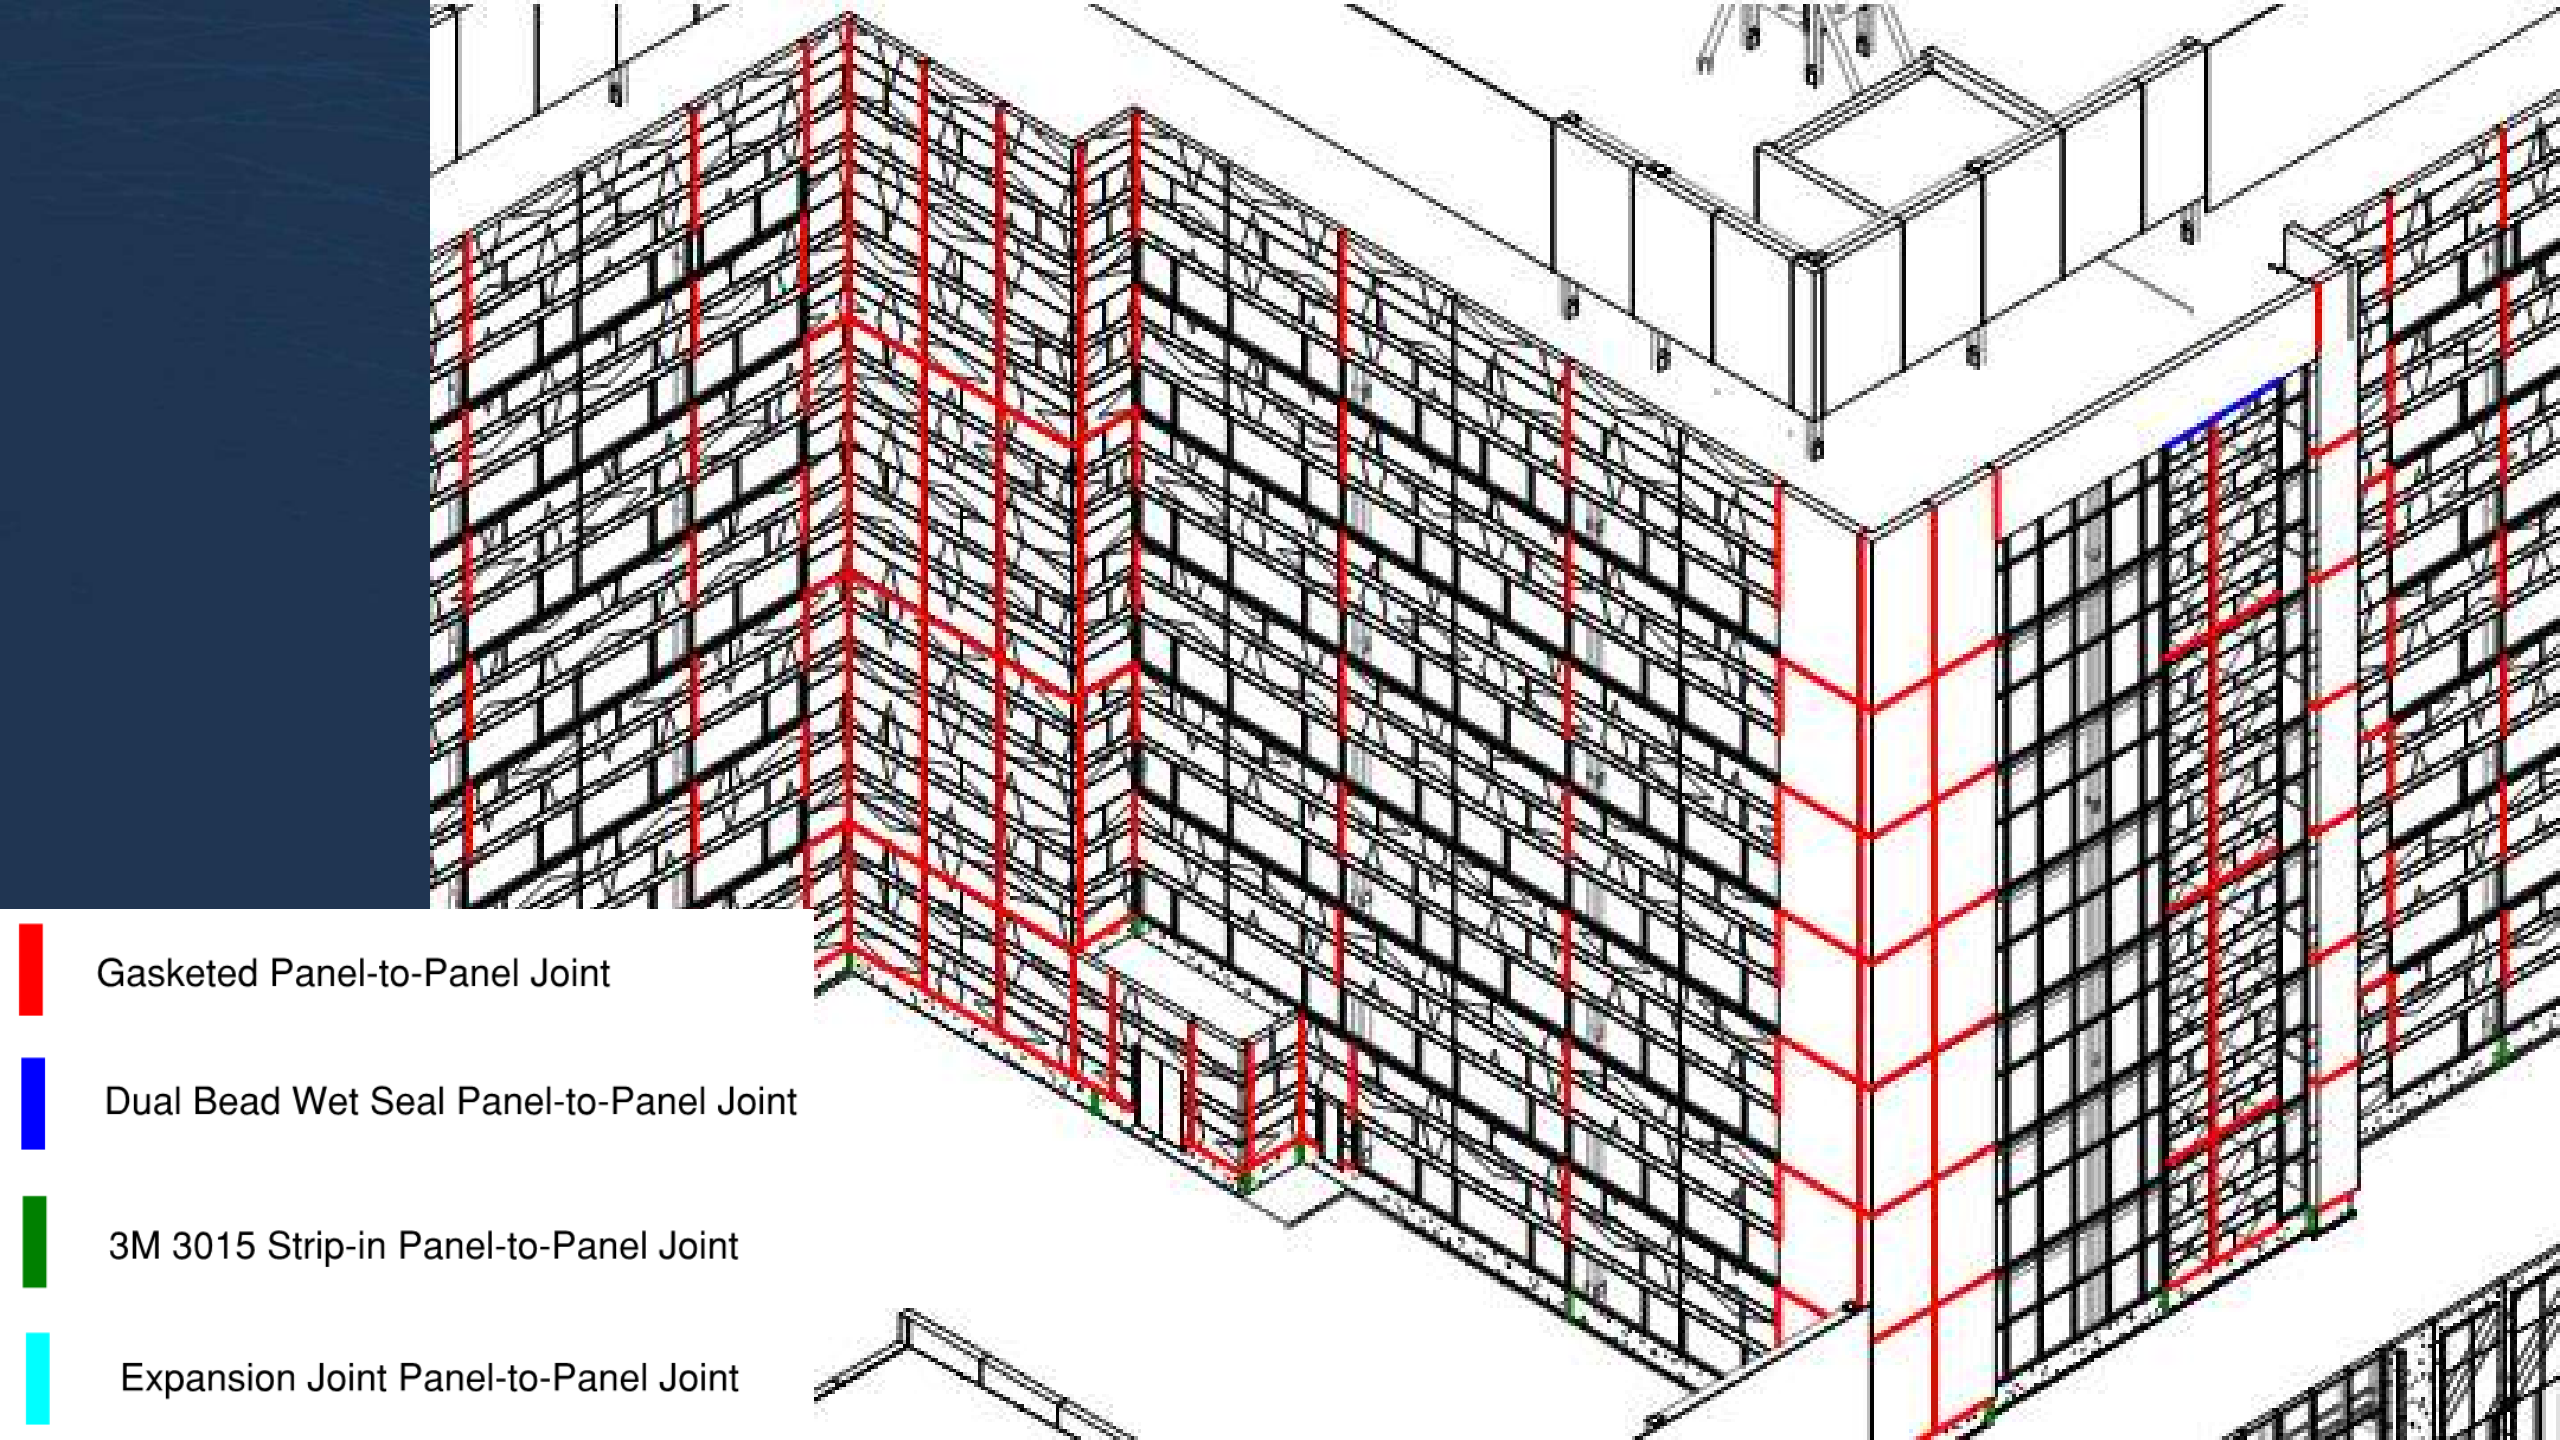 Gasketed Panel-to-Panel Joint
Dual Bead Wet Seal Panel-to-Panel Joint
3M 3015 Strip-in Panel-to-Panel Joint
Expansion Joint Panel-to-Panel Joint